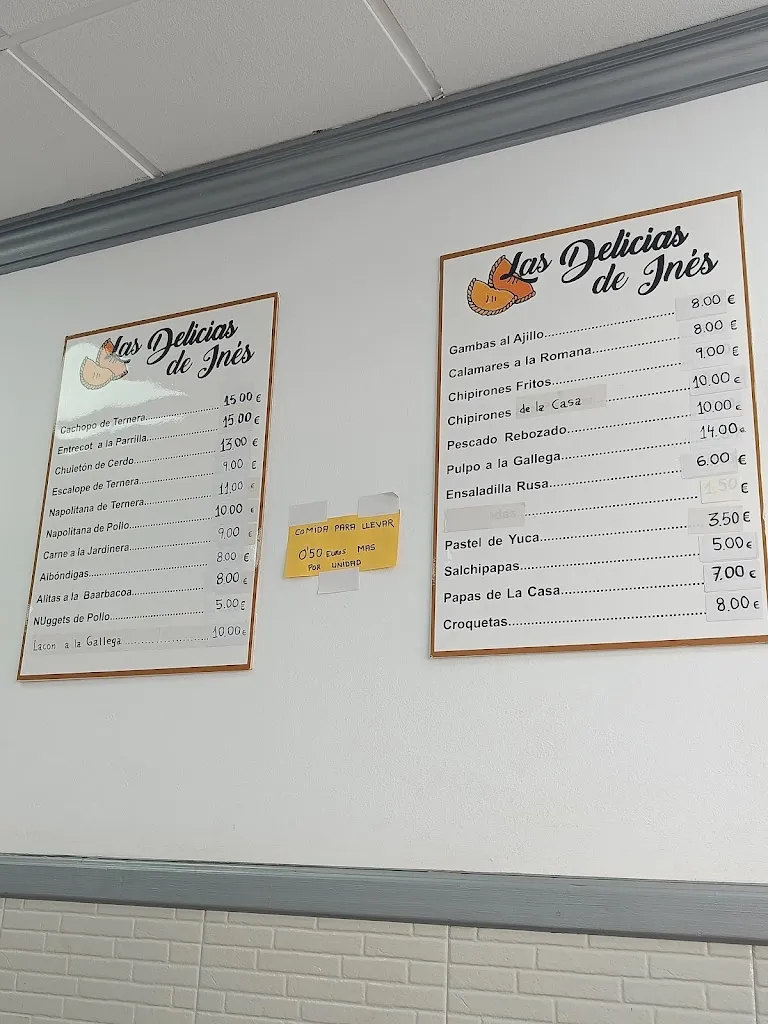 Las Delicias
de Inés
Cachopo de Ternera........................15.00 €
Entrecot a la Parrilla........................15.00 €
Chuletón de Cerdo........................13.00 €
Escalope de Ternera........................9.00 €
Napolitana de Ternera........................11.00 €
Napolitana de Pollo........................10.00 €
Carne a la Jardinera........................9.00 €
Albóndigas........................8.00 €
Alitas a la Baarbacoa........................8.00 €
NUggets de Pollo........................5.00 €
Lacon a la Gallega........................10.00 €
COMIDA PARA LLEVAR
0'50 EUROS MAS
POR UNIDAD
Las Delicias
de Inés
Gambas al Ajillo........................8.00 €
Calamares a la Romana........................8.00 €
Chipirones Fritos........................9.00 €
Chipirones de la Casa........................10.00 €
Pescado Rebozado........................10.00 €
Pulpo a la Gallega........................14.00 €
Ensaladilla Rusa........................6.00 €
........................1.50 €
Pastel de Yuca........................3.50 €
Salchipapas........................5.00 €
Papas de La Casa........................7.00 €
Croquetas........................8.00 €